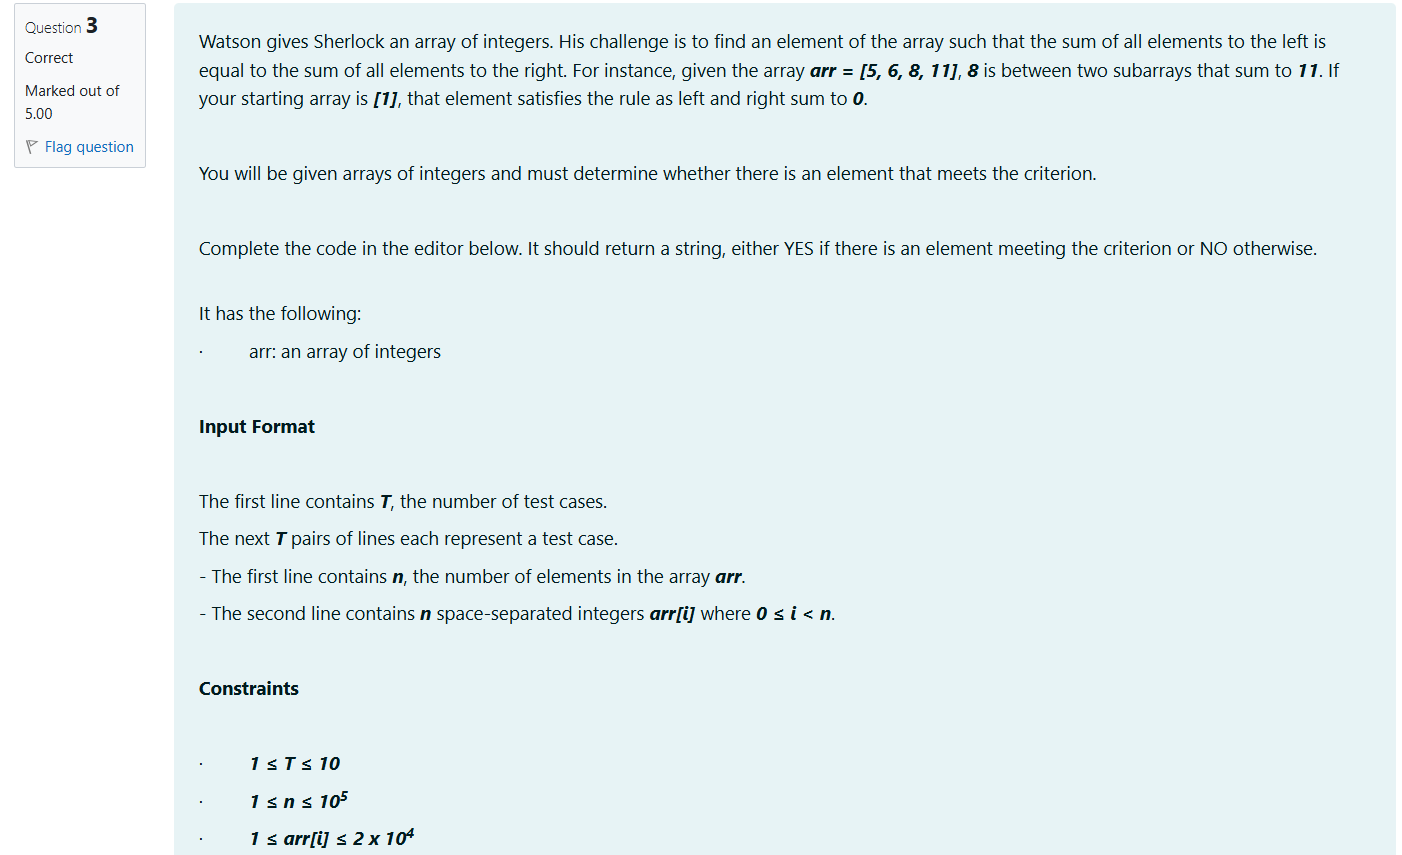 Question 3
Correct
Marked out of
5.00
Flag question
Watson gives Sherlock an array of integers. His challenge is to find an element of the array such that the sum of all elements to the left is
equal to the sum of all elements to the right. For instance, given the array arr = [5, 6, 8, 11], 8 is between two subarrays that sum to 11. If
your starting array is [1], that element satisfies the rule as left and right sum to 0.
You will be given arrays of integers and must determine whether there is an element that meets the criterion.
Complete the code in the editor below. It should return a string, either YES if there is an element meeting the criterion or NO otherwise.
It has the following:
· arr: an array of integers
Input Format
The first line contains T, the number of test cases.
The next T pairs of lines each represent a test case.
- The first line contains n, the number of elements in the array arr.
- The second line contains n space-separated integers arr[i] where 0 ≤ i < n.
Constraints
· 1 ≤ T ≤ 10
· 1 ≤ n ≤ 10⁵
· 1 ≤ arr[i] ≤ 2 x 10⁴